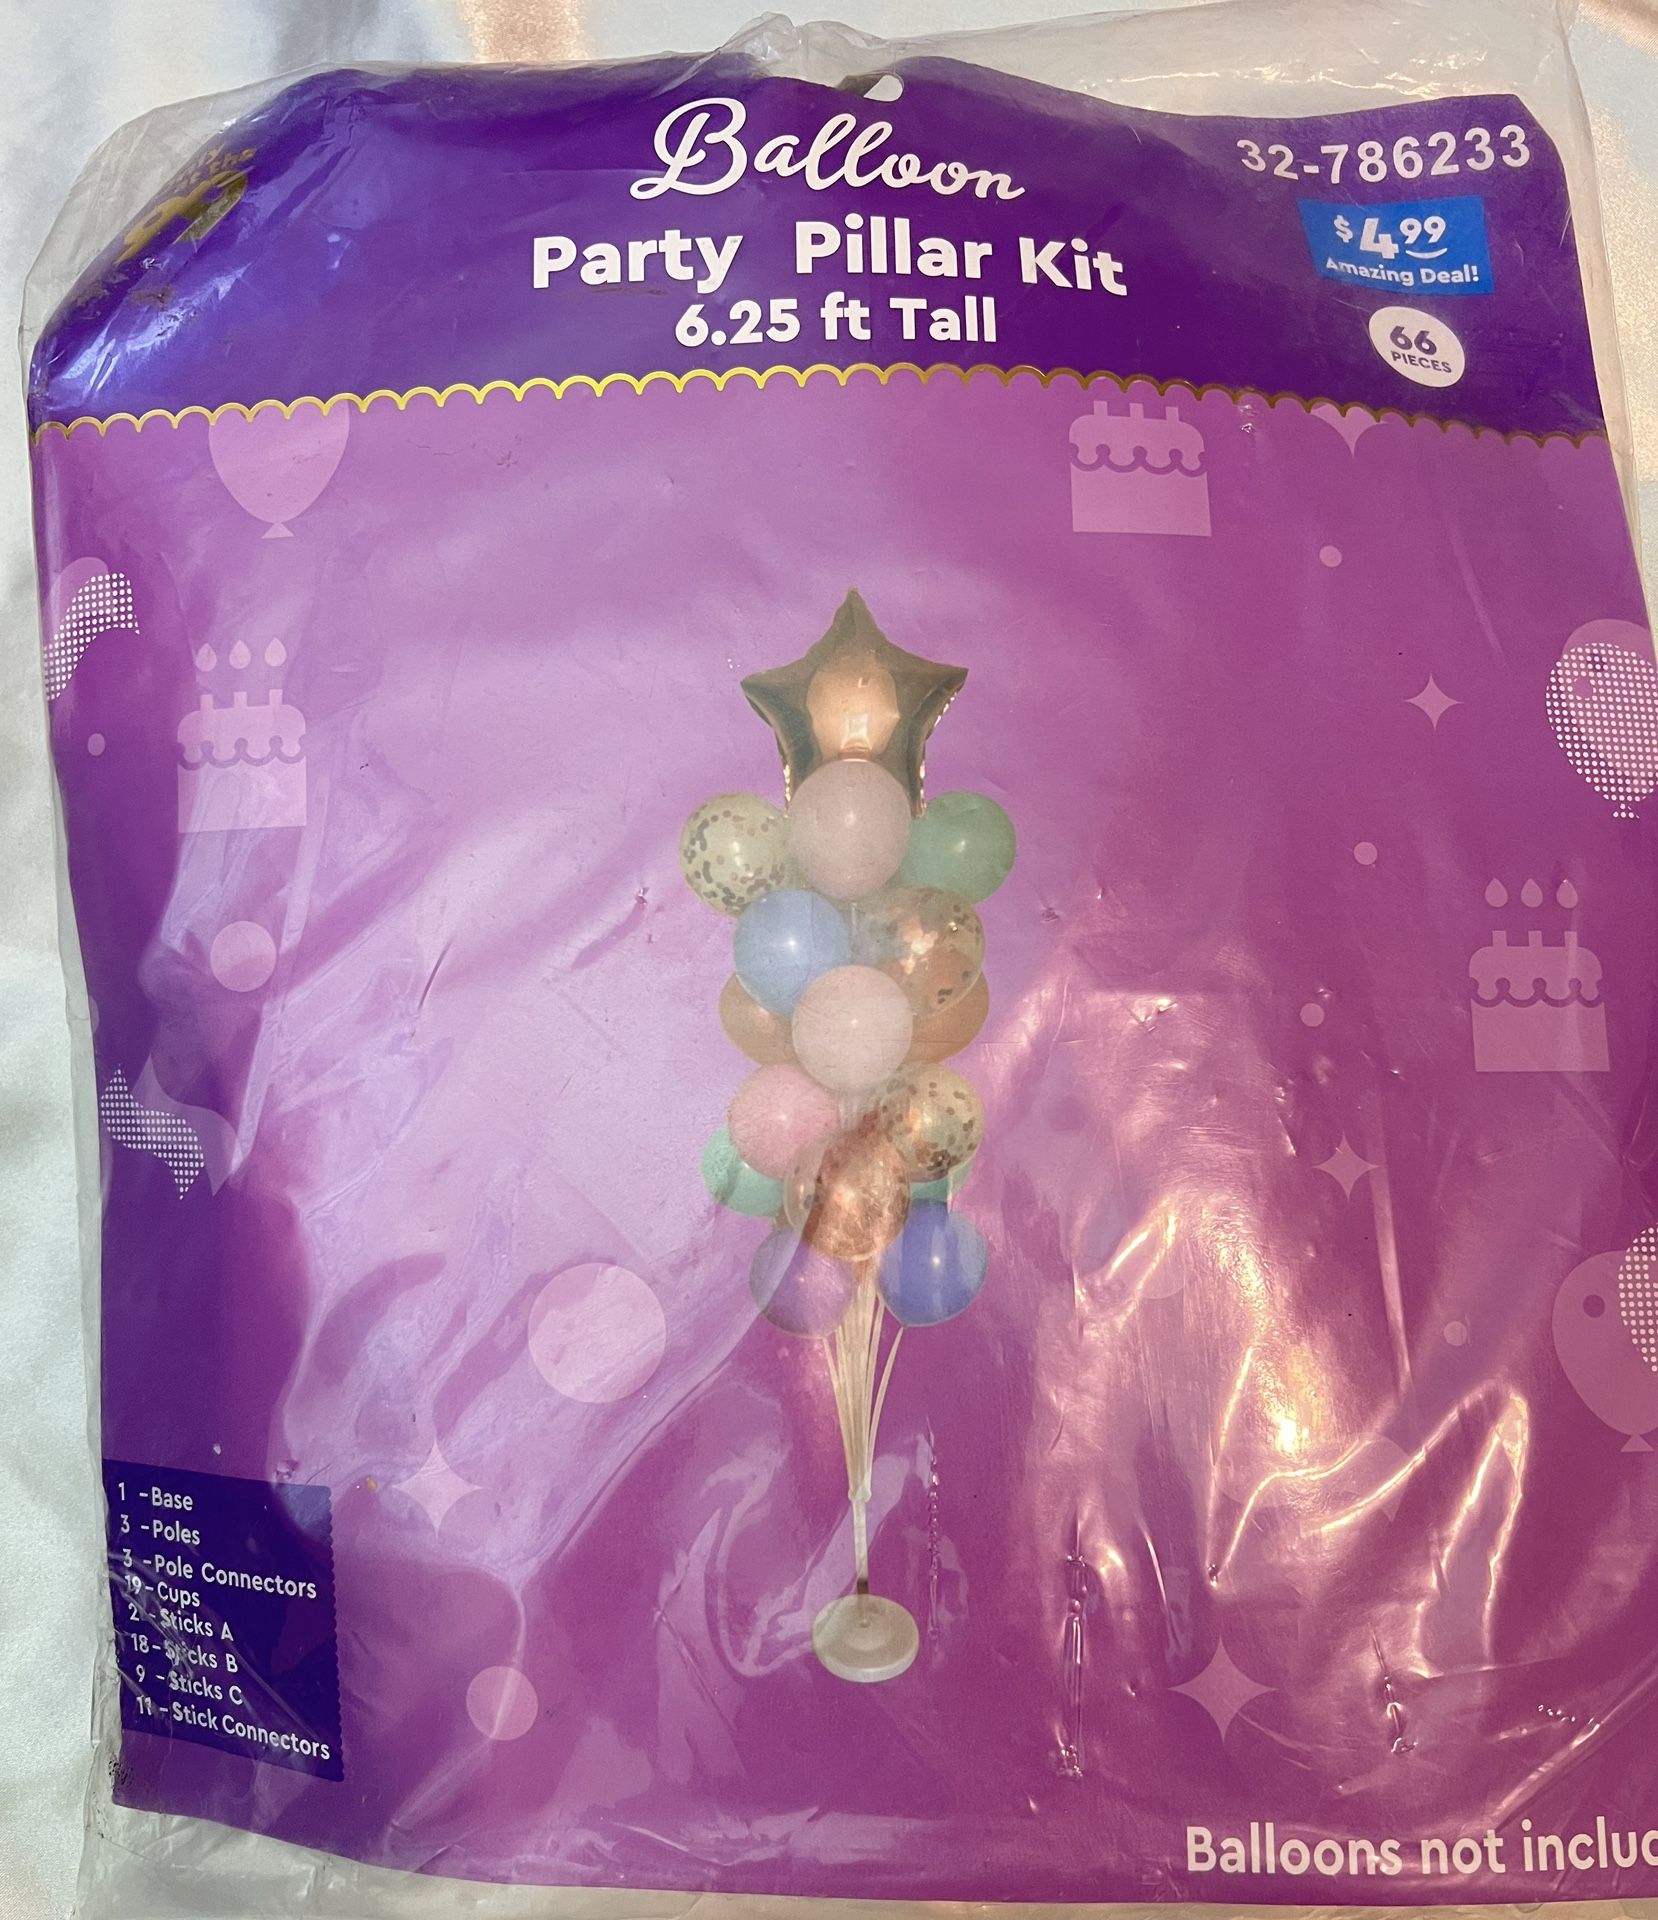 Balloon
Party Pillar Kit
6.25 ft Tall
32-786233
$4.99
Amazing Deal!
66
PIECES
1 -Base
3 -Poles
3 -Pole Connectors
19-Cups
2 -Sticks A
18-Sticks B
9 -Sticks C
11 -Stick Connectors
Balloons not includ